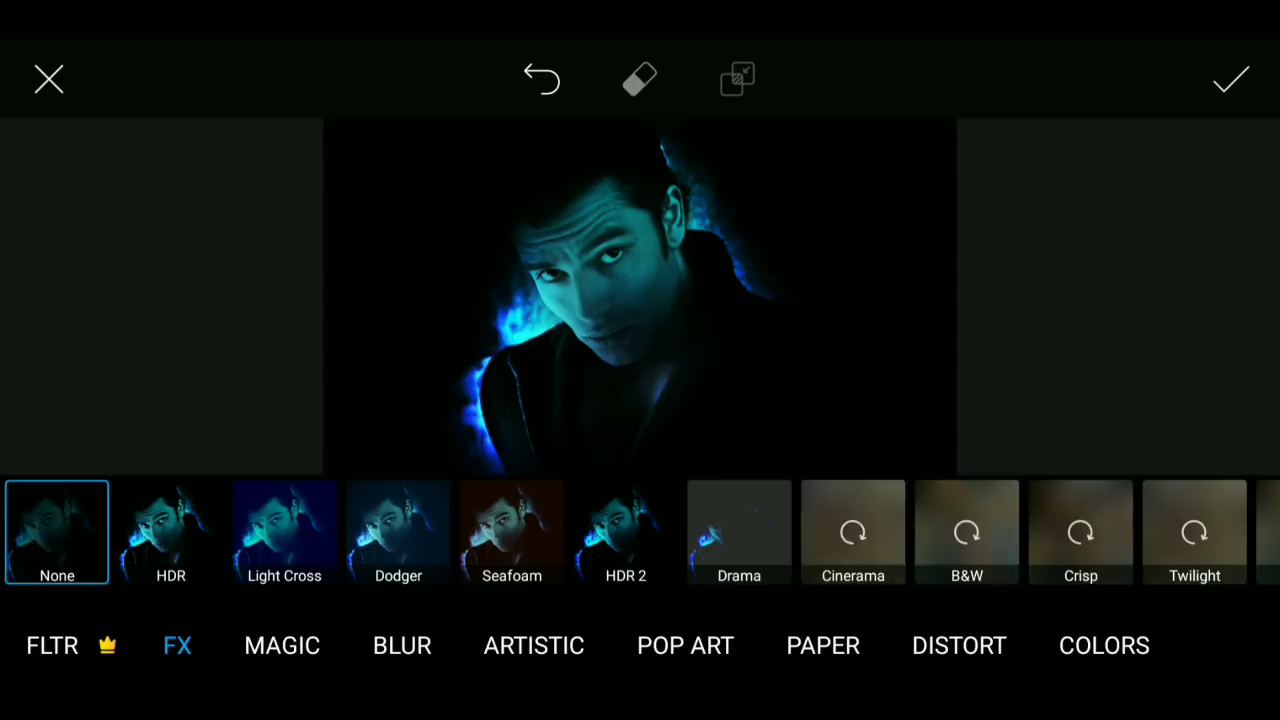 None HDR Light Cross Dodger Seafoam HDR 2 Drama Cinerama B&W Crisp Twilight
FLTR FX MAGIC BLUR ARTISTIC POP ART PAPER DISTORT COLORS